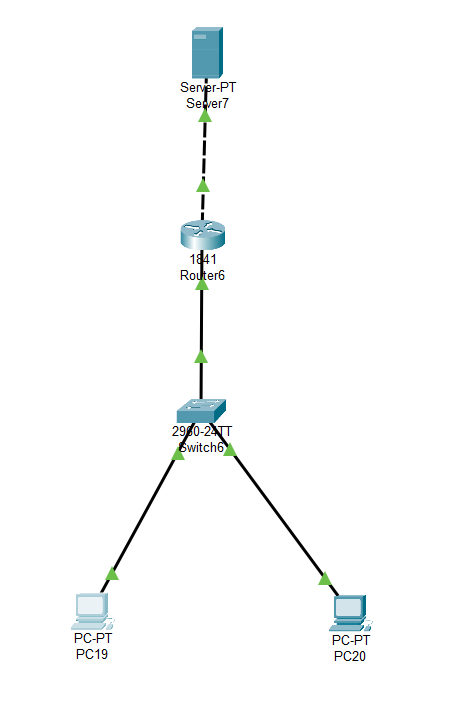 Server-PT
Server7
1841
Router6
2960-24TT
Switch6
PC-PT
PC19
PC-PT
PC20